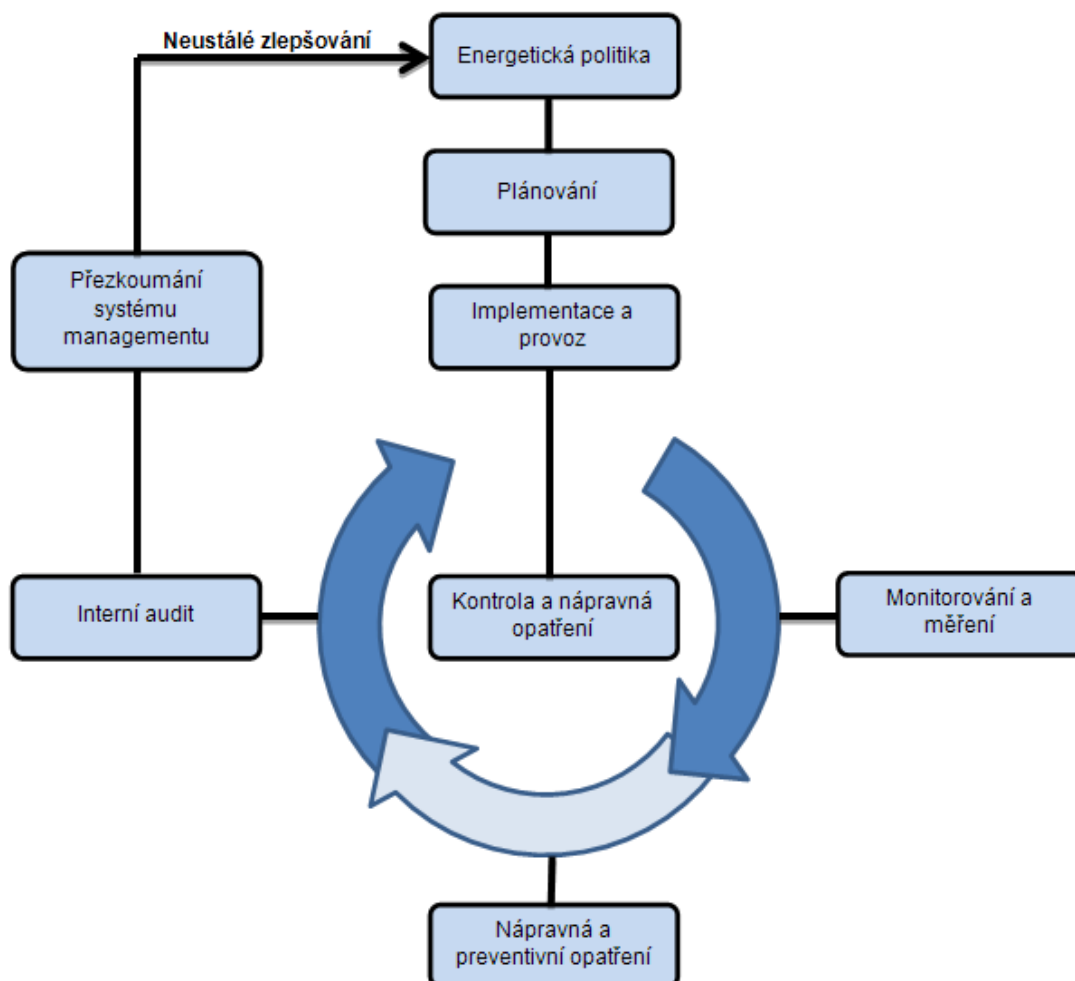 Neustálé zlepšování
Energetická politika
Plánování
Přezkoumání
systému
managementu
Implementace a
provoz
Interní audit
Kontrola a nápravná
opatření
Monitorování a
měření
Nápravná a
preventivní opatření